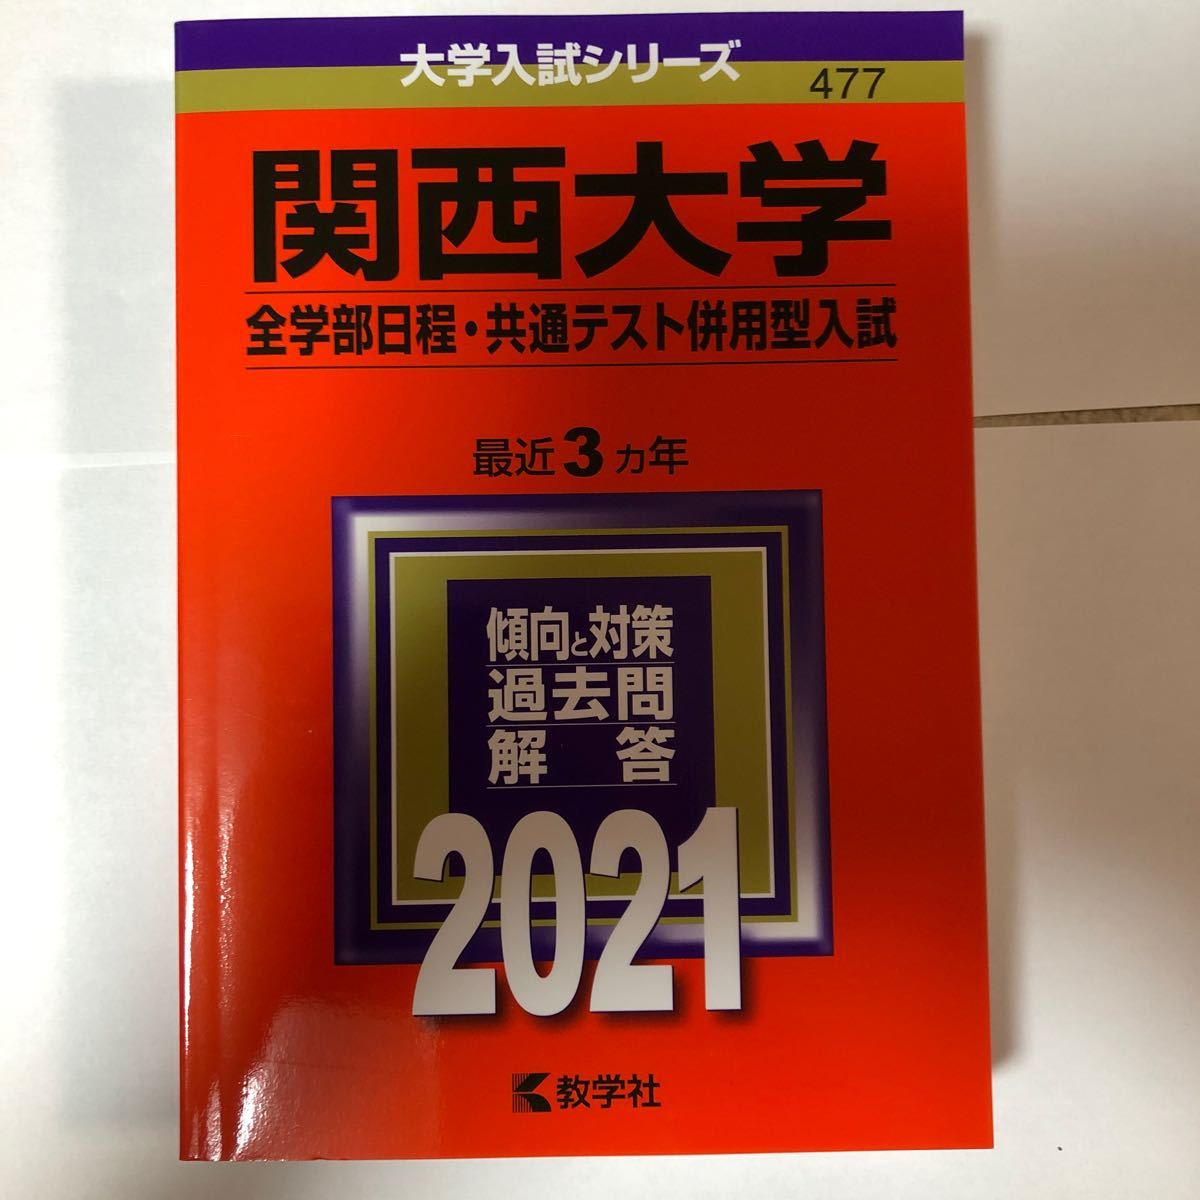 大学入試シリーズ
477
関西大学
全学部日程・共通テスト併用型入試
最近3カ年
傾向と対策
過去問
解答
2021
教学社